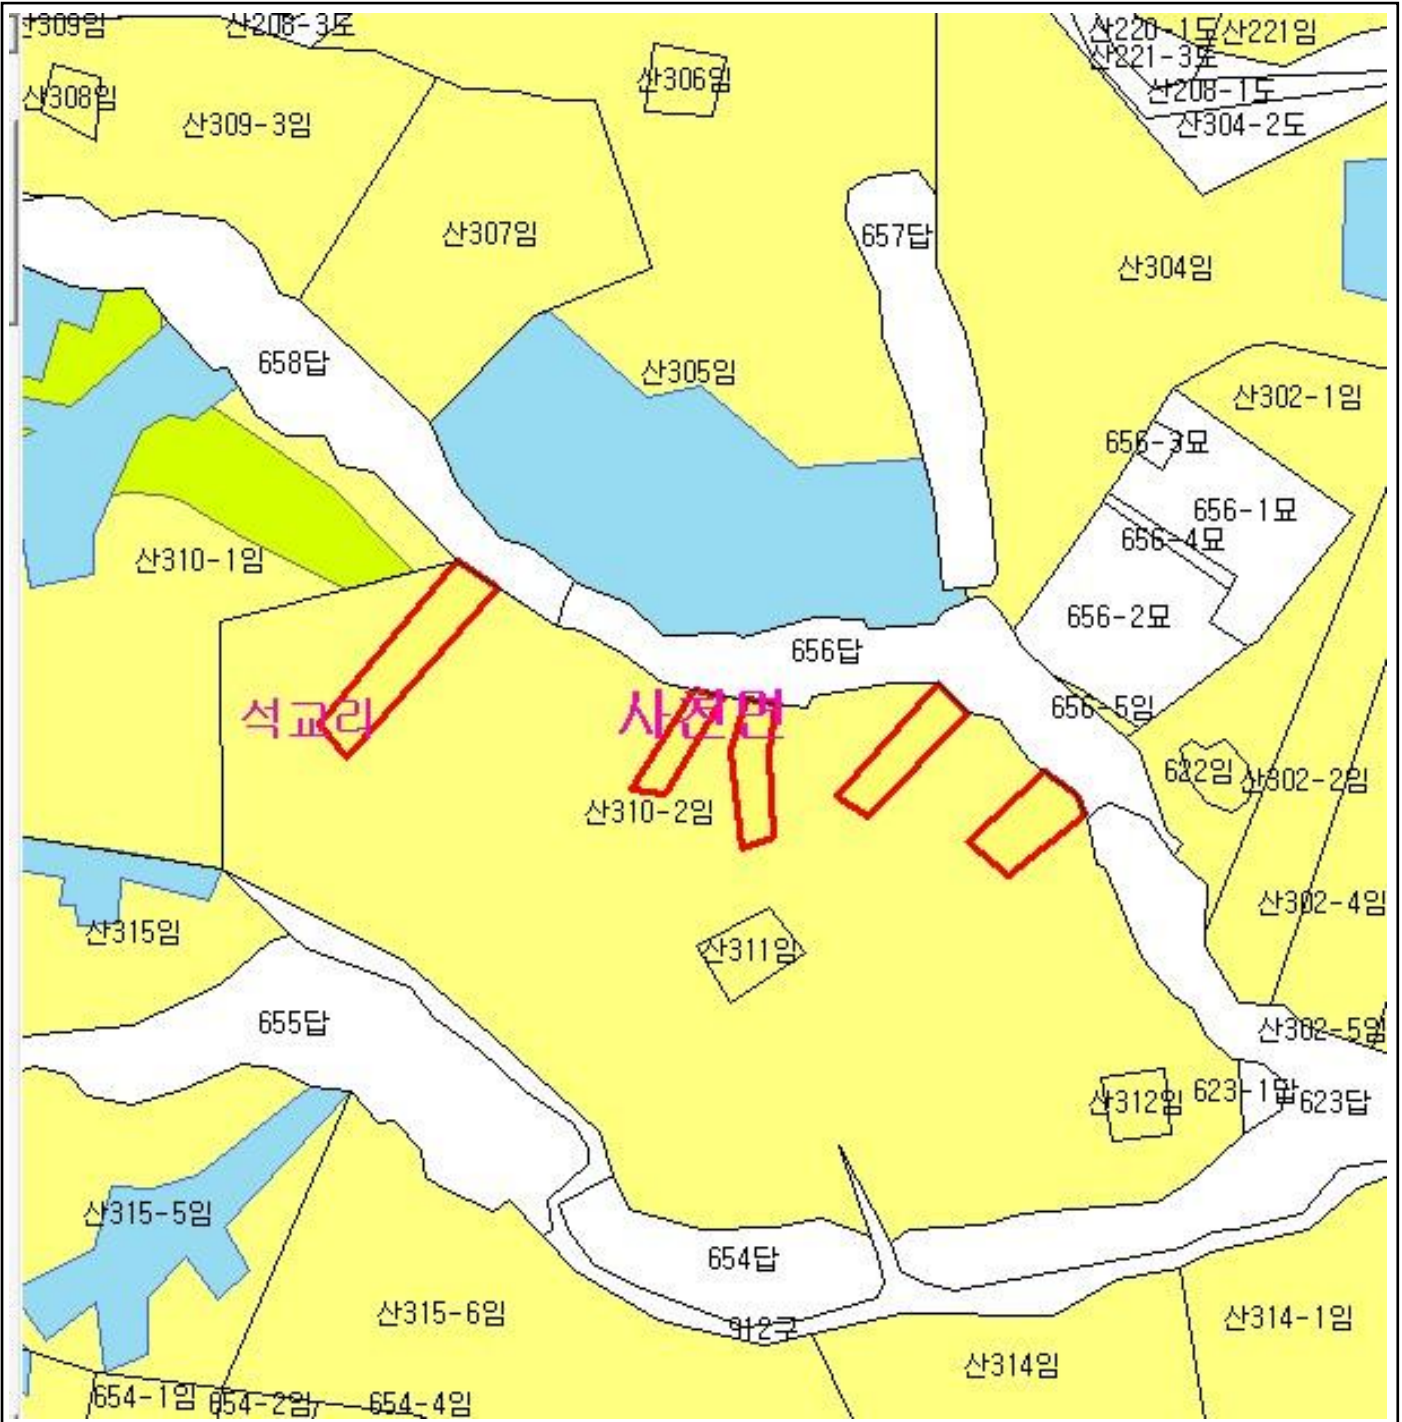 산309임
산208-3도
산220-1도
산221임
산221-3도
산308임
산306임
산208-1도
산309-3임
산304-2도
산307임
657답
산304임
658답
산305임
산302-1임
656-3묘
656-1묘
656-4묘
산310-1임
656-2묘
656답
석교리
사천면
656-5임
622임
산302-2임
산310-2임
산302-4임
산315임
산311임
655답
산302-5임
산312임
623-1답
623답
산315-5임
654답
산315-6임
912구
산314-1임
산314임
654-1임
654-2임
654-4임